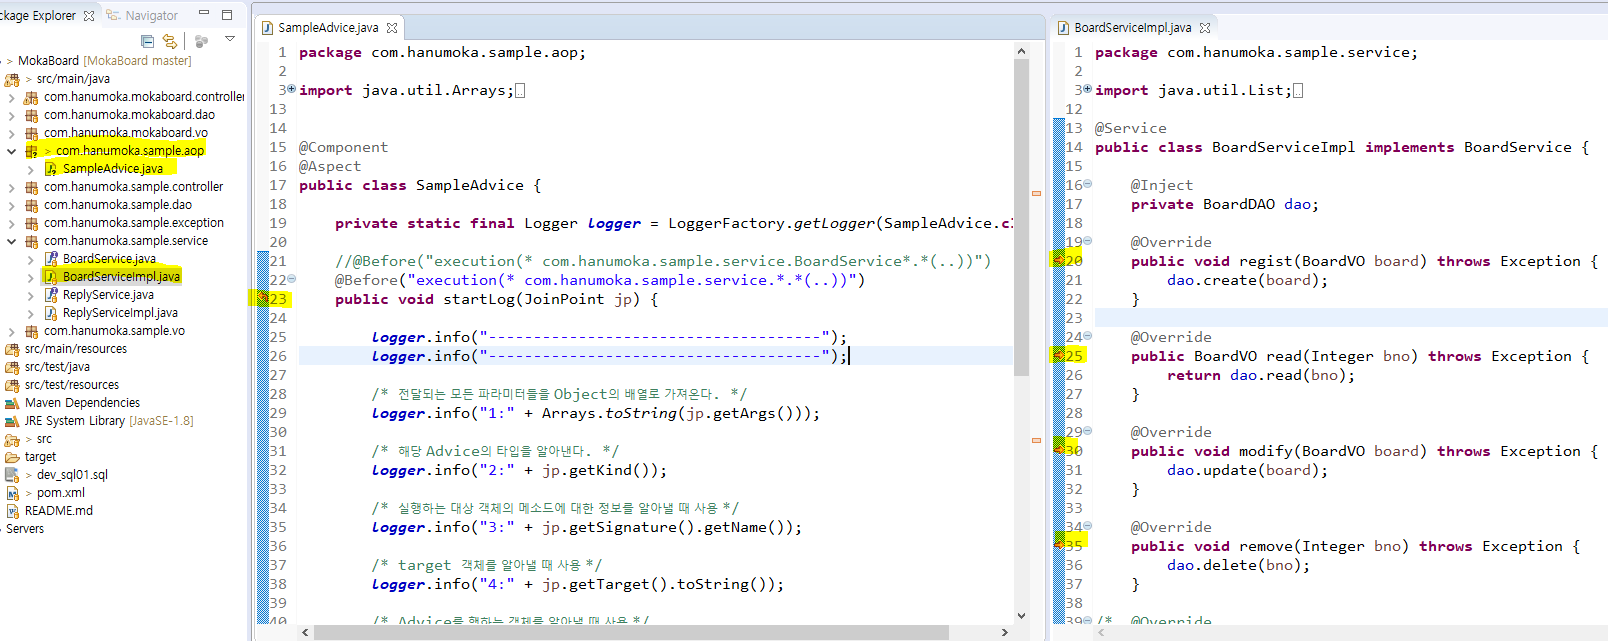 ckage Explorer
Navigator
> MokaBoard [MokaBoard master]
> src/main/java
com.hanumoka.mokaboard.controller
com.hanumoka.mokaboard.dao
com.hanumoka.mokaboard.vo
> com.hanumoka.sample.aop
SampleAdvice.java
com.hanumoka.sample.controller
com.hanumoka.sample.dao
com.hanumoka.sample.exception
com.hanumoka.sample.service
BoardService.java
BoardServiceImpl.java
ReplyService.java
ReplyServiceImpl.java
com.hanumoka.sample.vo
src/main/resources
src/test/java
src/test/resources
Maven Dependencies
JRE System Library [JavaSE-1.8]
> src
target
> dev_sql01.sql
> pom.xml
README.md
Servers
SampleAdvice.java
1 package com.hanumoka.sample.aop;
2
3 import java.util.Arrays;
13
14
15 @Component
16 @Aspect
17 public class SampleAdvice {
18
19 private static final Logger logger = LoggerFactory.getLogger(SampleAdvice.cl
20
21 //@Before("execution(* com.hanumoka.sample.service.BoardService*.*(..))")
22 @Before("execution(* com.hanumoka.sample.service.*.*(..))")
23 public void startLog(JoinPoint jp) {
24
25 logger.info("-------------------------------------");
26 logger.info("-------------------------------------");
27
28 /* 전달되는 모든 파라미터들을 Object의 배열로 가져온다. */
29 logger.info("1:" + Arrays.toString(jp.getArgs()));
30
31 /* 해당 Advice의 타입을 알아낸다. */
32 logger.info("2:" + jp.getKind());
33
34 /* 실행하는 대상 객체의 메소드에 대한 정보를 알아낼 때 사용 */
35 logger.info("3:" + jp.getSignature().getName());
36
37 /* target 객체를 알아낼 때 사용 */
38 logger.info("4:" + jp.getTarget().toString());
39
40 /* Advice를 행하는 객체를 알아낼 때 사용 */
BoardServiceImpl.java
1 package com.hanumoka.sample.service;
2
3 import java.util.List;
12
13 @Service
14 public class BoardServiceImpl implements BoardService {
15
16 @Inject
17 private BoardDAO dao;
18
19 @Override
20 public void regist(BoardVO board) throws Exception {
21 dao.create(board);
22 }
23
24 @Override
25 public BoardVO read(Integer bno) throws Exception {
26 return dao.read(bno);
27 }
28
29 @Override
30 public void modify(BoardVO board) throws Exception {
31 dao.update(board);
32 }
33
34 @Override
35 public void remove(Integer bno) throws Exception {
36 dao.delete(bno);
37 }
38
39 /* @Override